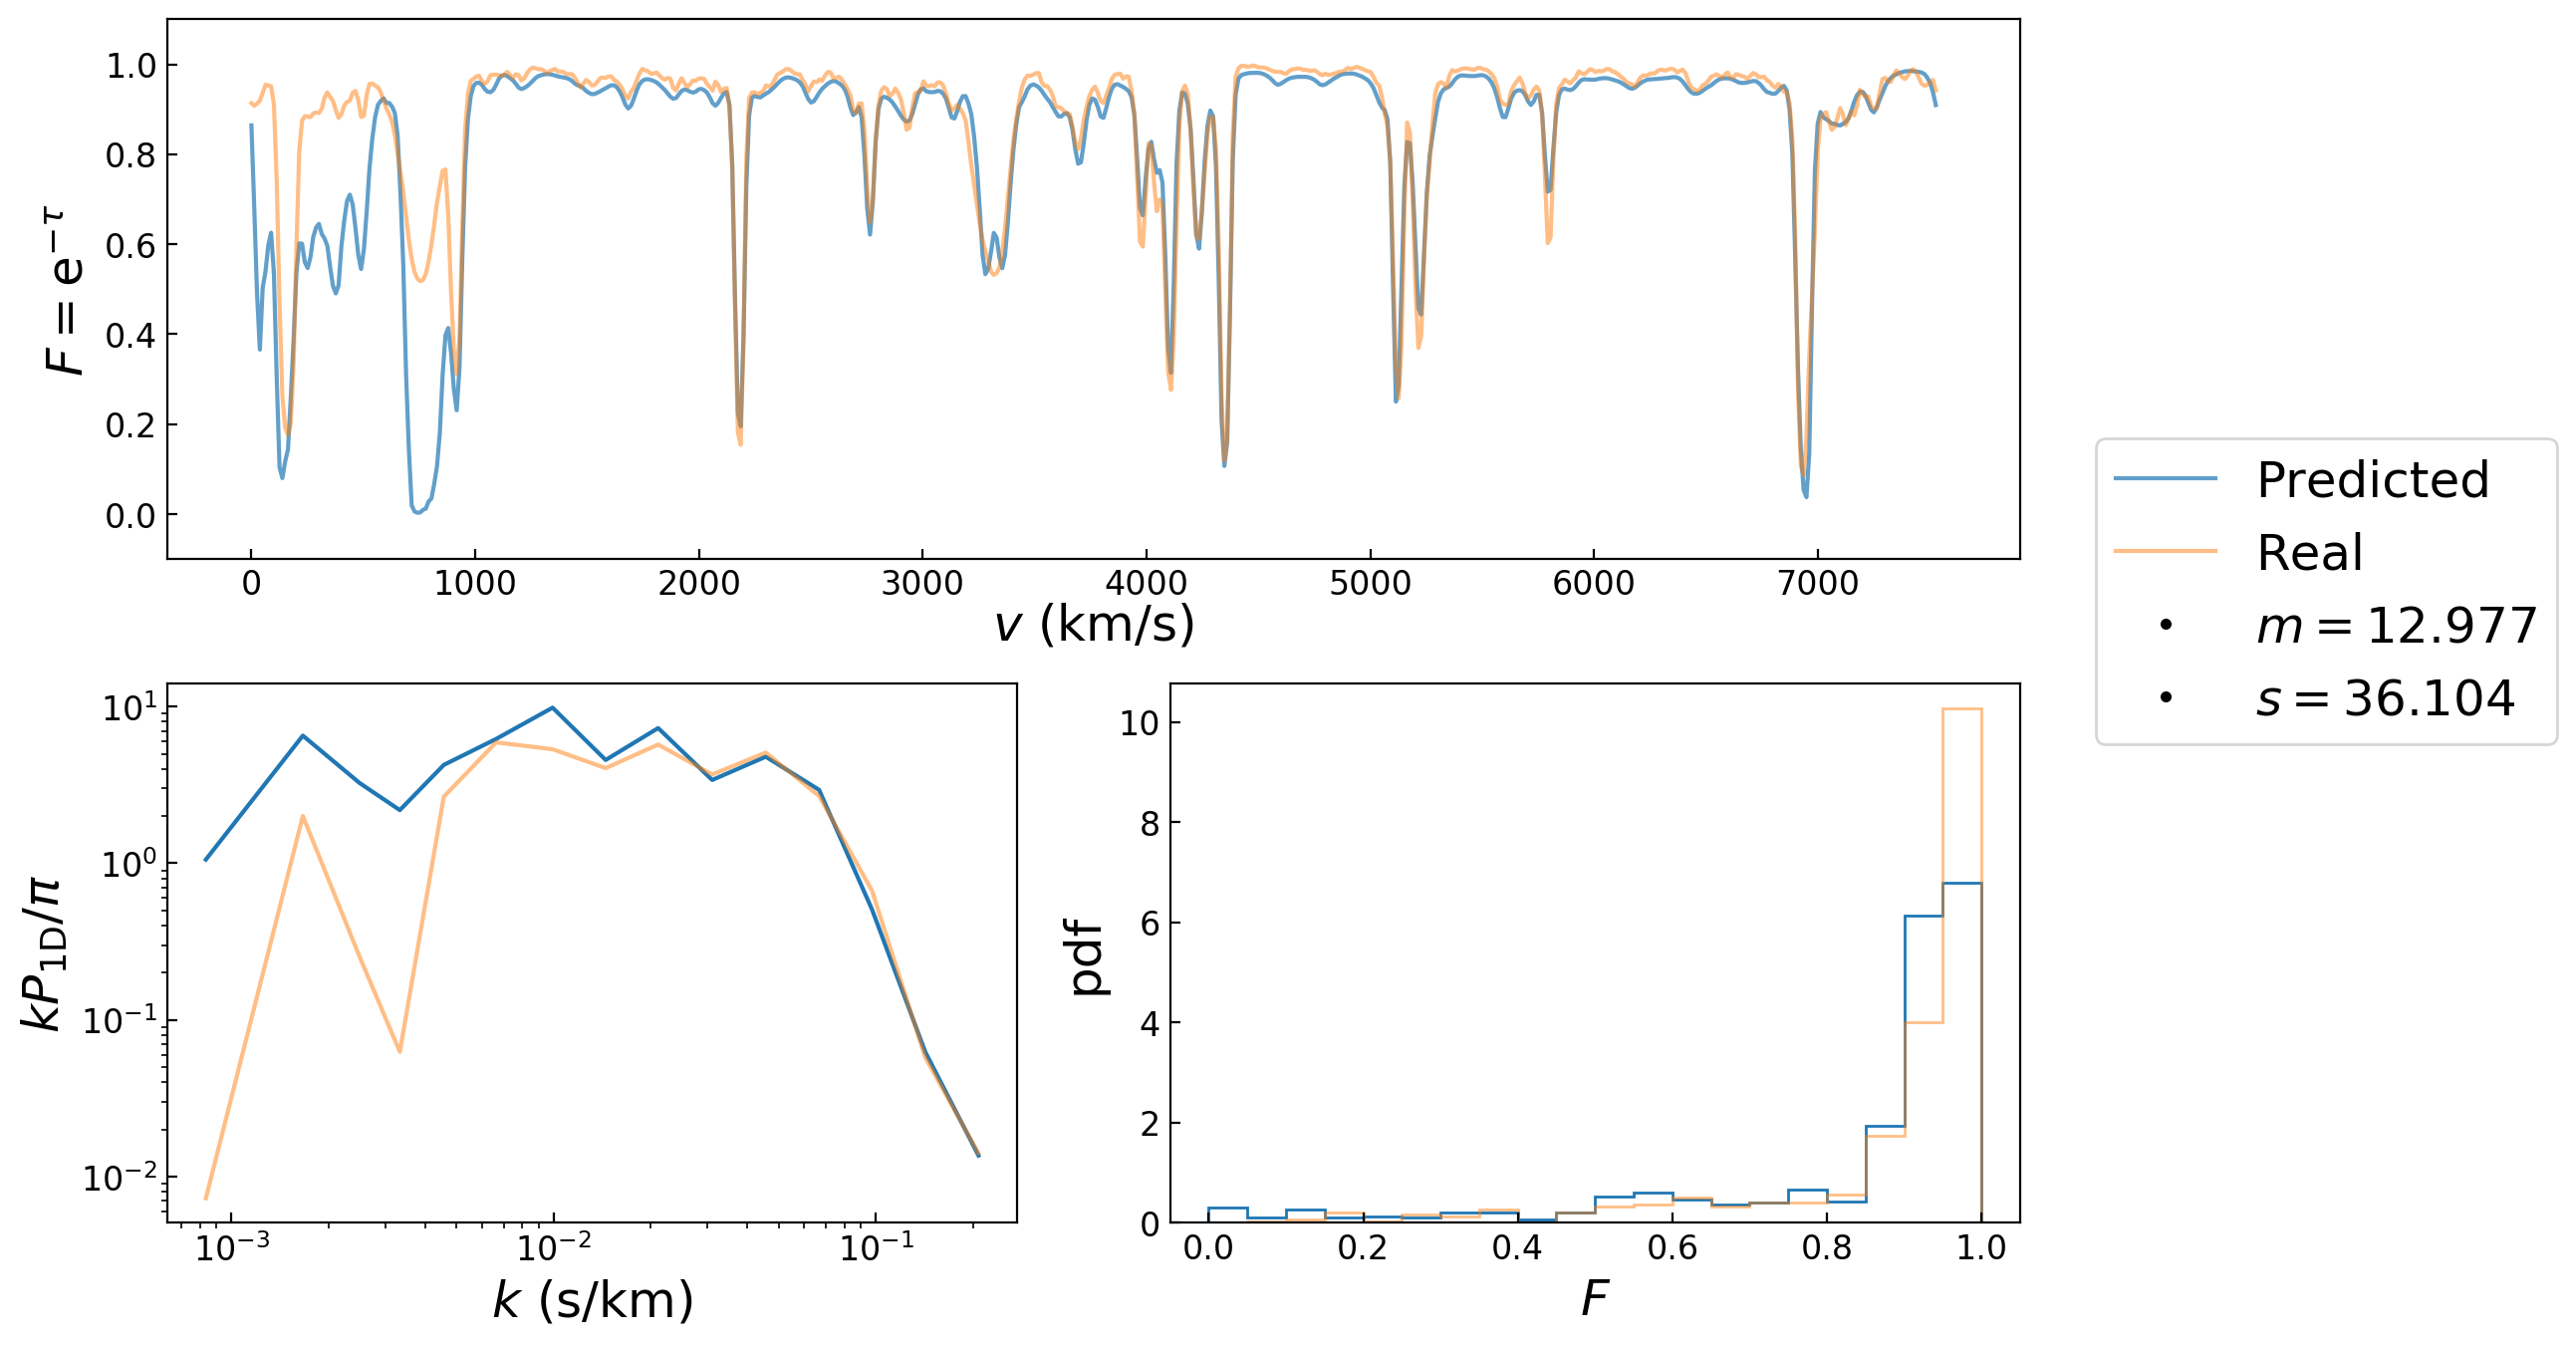 1.0
0.8
0.6
0.4
0.2
0.0
F = e^{−τ}
0 1000 2000 3000 4000 5000 6000 7000
v (km/s)
Predicted
Real
m = 12.977
s = 36.104
10^1
10^0
10^{−1}
10^{−2}
kP_{1D}/π
10^{−3} 10^{−2} 10^{−1}
k (s/km)
10
8
6
4
2
0
pdf
0.0 0.2 0.4 0.6 0.8 1.0
F